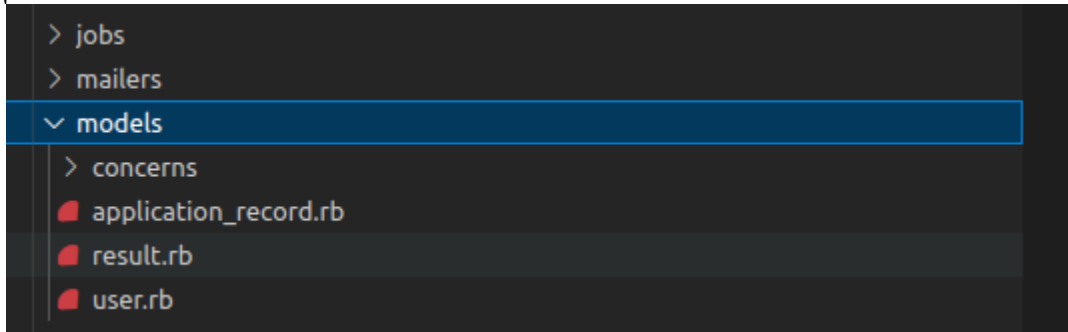 jobs
mailers
models
concerns
application_record.rb
result.rb
user.rb